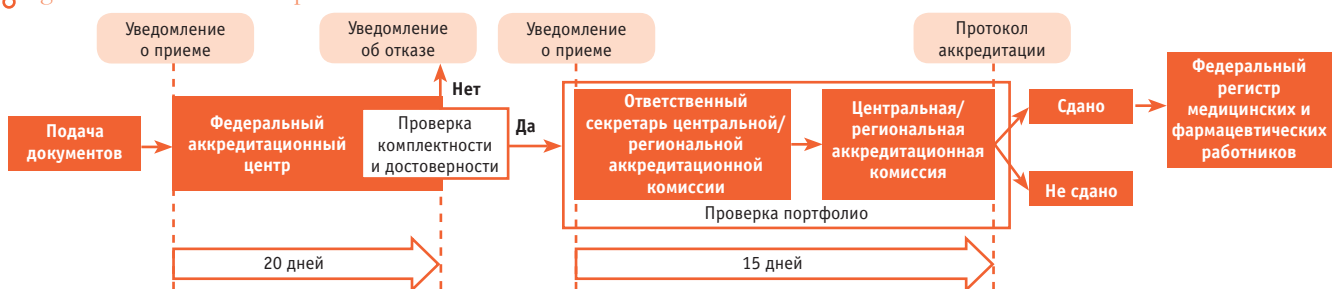 Уведомление
о приеме
Уведомление
об отказе
Уведомление
о приеме
Протокол
аккредитации
Подача
документов
Федеральный
аккредитационный
центр
Проверка
комплектности
и достоверности
Нет
Да
Ответственный
секретарь центральной/
региональной
аккредитационной
комиссии
Центральная/
региональная
аккредитационная
комиссия
Проверка портфолио
Сдано
Не сдано
Федеральный
регистр
медицинских и
фармацевтических
работников
20 дней
15 дней